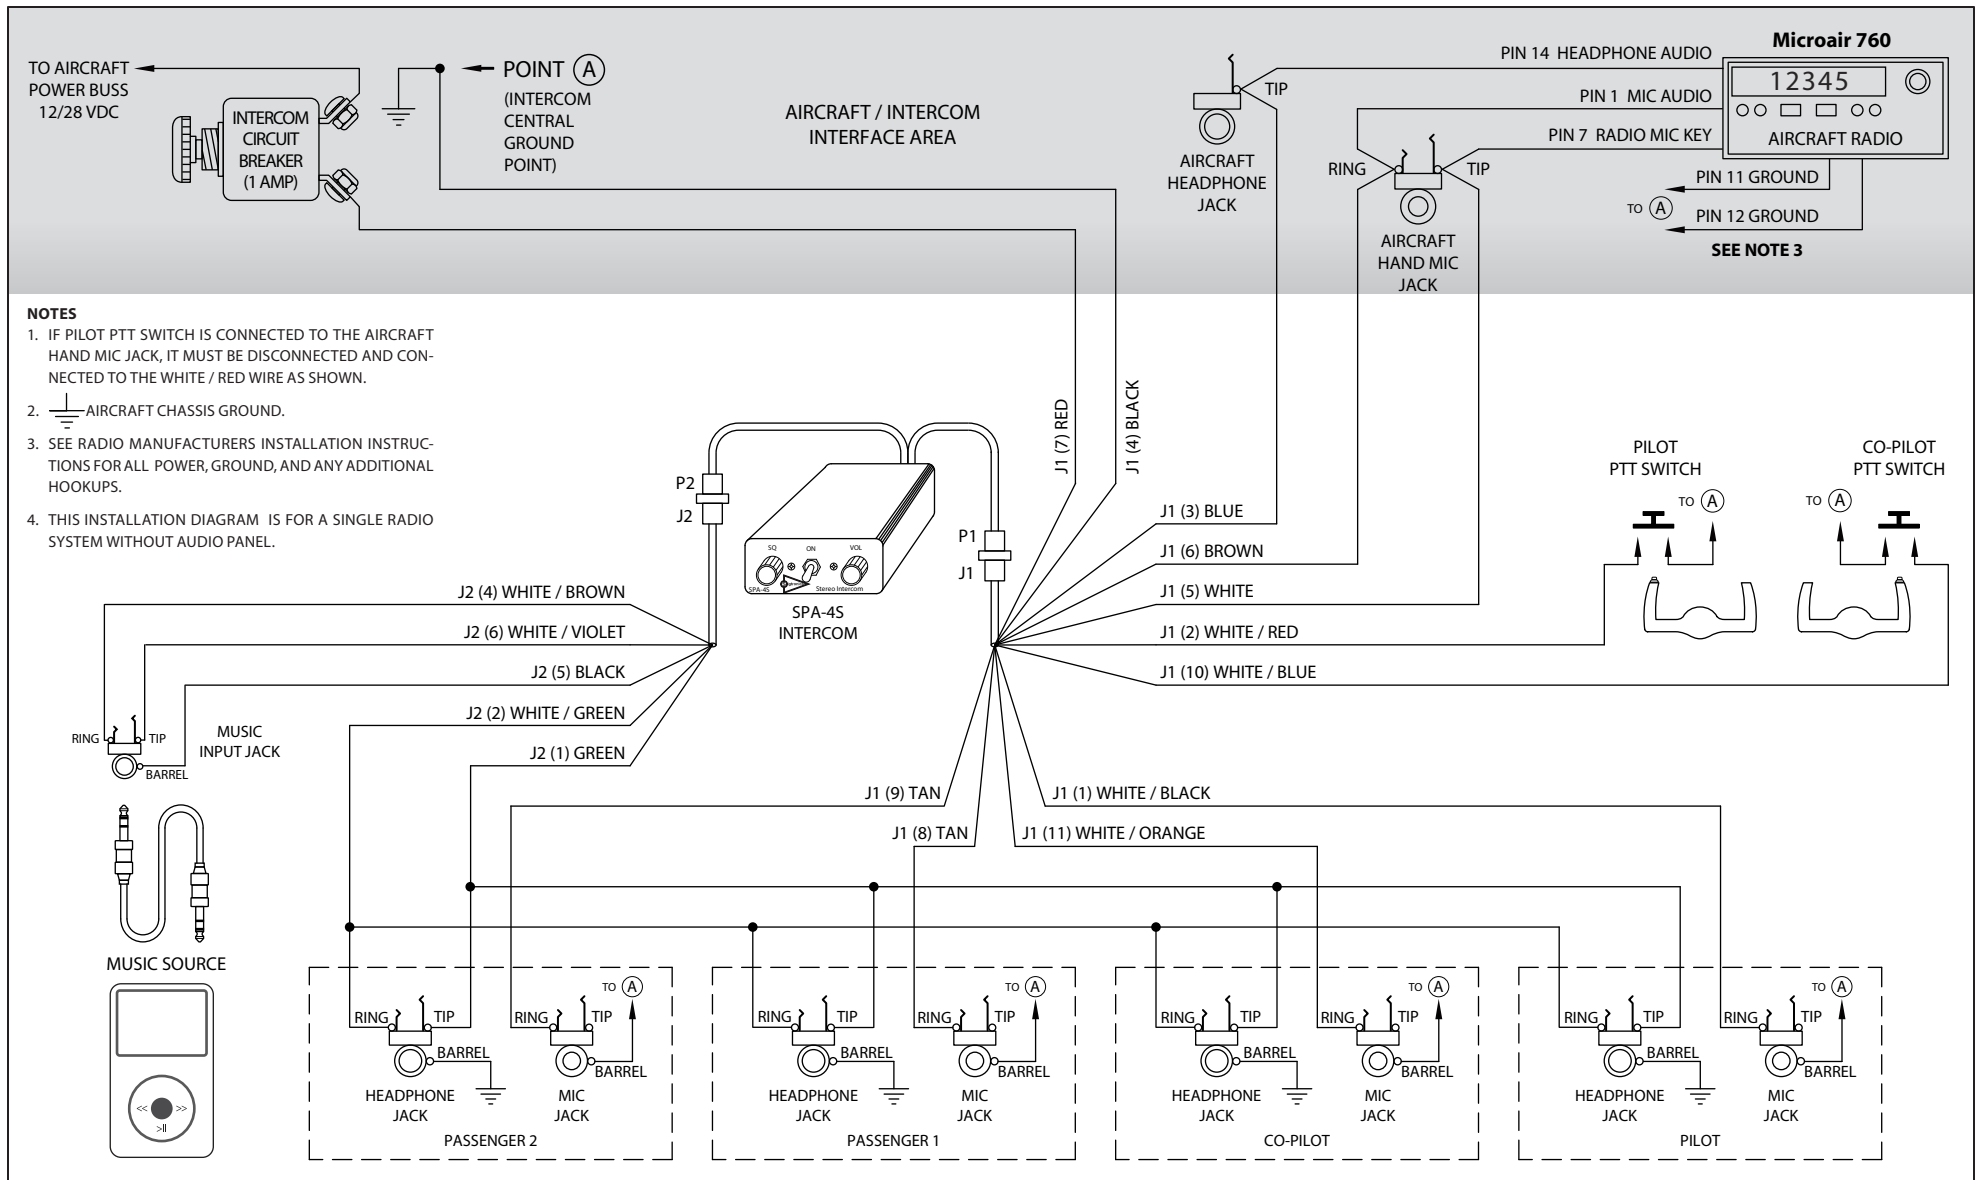 TO AIRCRAFT
POWER BUSS
12/28 VDC
INTERCOM
CIRCUIT
BREAKER
(1 AMP)
POINT A
(INTERCOM
CENTRAL
GROUND
POINT)
AIRCRAFT / INTERCOM
INTERFACE AREA
TIP
AIRCRAFT
HEADPHONE
JACK
RING
TIP
AIRCRAFT
HAND MIC
JACK
PIN 14 HEADPHONE AUDIO
PIN 1 MIC AUDIO
PIN 7 RADIO MIC KEY
Microair 760
12345
AIRCRAFT RADIO
PIN 11 GROUND
TO A
PIN 12 GROUND
SEE NOTE 3
NOTES
1. IF PILOT PTT SWITCH IS CONNECTED TO THE AIRCRAFT
HAND MIC JACK, IT MUST BE DISCONNECTED AND CON-
NECTED TO THE WHITE / RED WIRE AS SHOWN.
2. AIRCRAFT CHASSIS GROUND.
3. SEE RADIO MANUFACTURERS INSTALLATION INSTRUC-
TIONS FOR ALL POWER, GROUND, AND ANY ADDITIONAL
HOOKUPS.
4. THIS INSTALLATION DIAGRAM IS FOR A SINGLE RADIO
SYSTEM WITHOUT AUDIO PANEL.
J1 (7) RED
J1 (4) BLACK
P2
J2
P1
J1
SQ
ON
VOL
SPA-4S
Stereo Intercom
SPA-4S
INTERCOM
J1 (3) BLUE
J1 (6) BROWN
J1 (5) WHITE
J1 (2) WHITE / RED
J1 (10) WHITE / BLUE
PILOT
PTT SWITCH
TO A
CO-PILOT
PTT SWITCH
TO A
J2 (4) WHITE / BROWN
J2 (6) WHITE / VIOLET
J2 (5) BLACK
J2 (2) WHITE / GREEN
J2 (1) GREEN
RING
TIP
BARREL
MUSIC
INPUT JACK
J1 (9) TAN
J1 (8) TAN
J1 (1) WHITE / BLACK
J1 (11) WHITE / ORANGE
MUSIC SOURCE
<<
>>
>II
RING
TIP
BARREL
HEADPHONE
JACK
RING
TIP
TO A
BARREL
MIC
JACK
PASSENGER 2
RING
TIP
BARREL
HEADPHONE
JACK
RING
TIP
TO A
BARREL
MIC
JACK
PASSENGER 1
RING
TIP
BARREL
HEADPHONE
JACK
RING
TIP
TO A
BARREL
MIC
JACK
CO-PILOT
RING
TIP
BARREL
HEADPHONE
JACK
RING
TIP
TO A
BARREL
MIC
JACK
PILOT